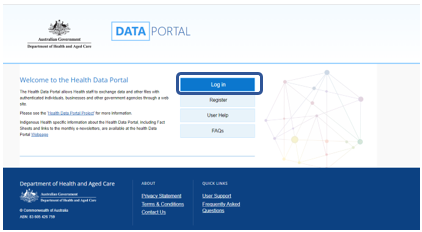 Australian Government
Department of Health and Aged Care
DATA PORTAL
Welcome to the Health Data Portal
The Health Data Portal allows Health staff to exchange data and other files with
authenticated individuals, businesses and other government agencies through a web
site.
Please see the 'Health Data Portal Project' for more information.
Indigenous Health specific information about the Health Data Portal, including Fact
Sheets and links to the monthly e-newsletters, are available at the health Data
Portal Webpages
Log in
Register
User Help
FAQs
Department of Health and Aged Care
Australian Government
Department of Health and Aged Care
© Commonwealth of Australia
ABN: 83 605 426 759
ABOUT
Privacy Statement
Terms & Conditions
Contact Us
QUICK LINKS
User Support
Frequently Asked
Questions